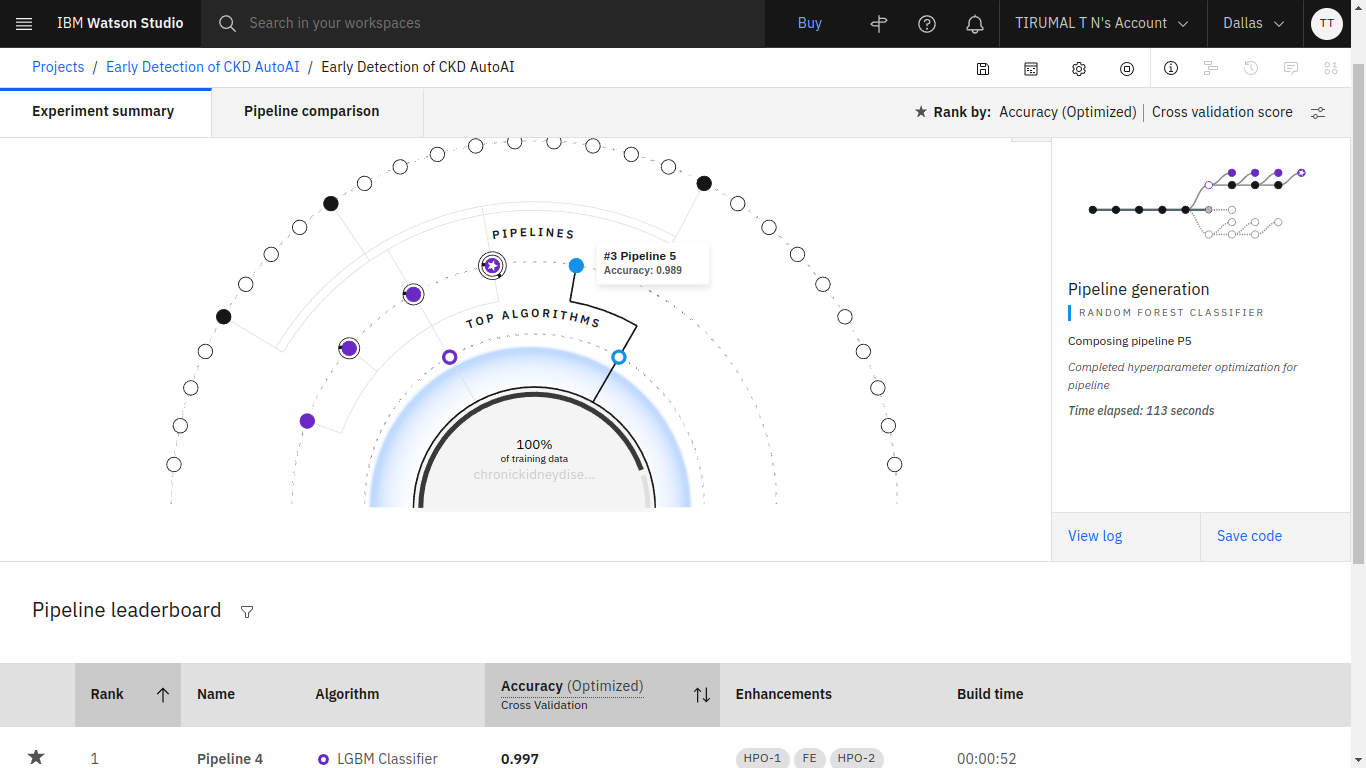 IBM Watson Studio
Search in your workspaces
Buy
TIRUMAL T N's Account
Dallas
TT
Projects / Early Detection of CKD AutoAI / Early Detection of CKD AutoAI
Experiment summary
Pipeline comparison
Rank by: Accuracy (Optimized) | Cross validation score
PIPELINES
#3 Pipeline 5
Accuracy: 0.989
TOP ALGORITHMS
100%
of training data
chronickidneydise...
Pipeline generation
RANDOM FOREST CLASSIFIER
Composing pipeline P5
Completed hyperparameter optimization for
pipeline
Time elapsed: 113 seconds
View log
Save code
Pipeline leaderboard
Rank
Name
Algorithm
Accuracy (Optimized)
Cross Validation
Enhancements
Build time
1
Pipeline 4
LGBM Classifier
0.997
HPO-1
FE
HPO-2
00:00:52